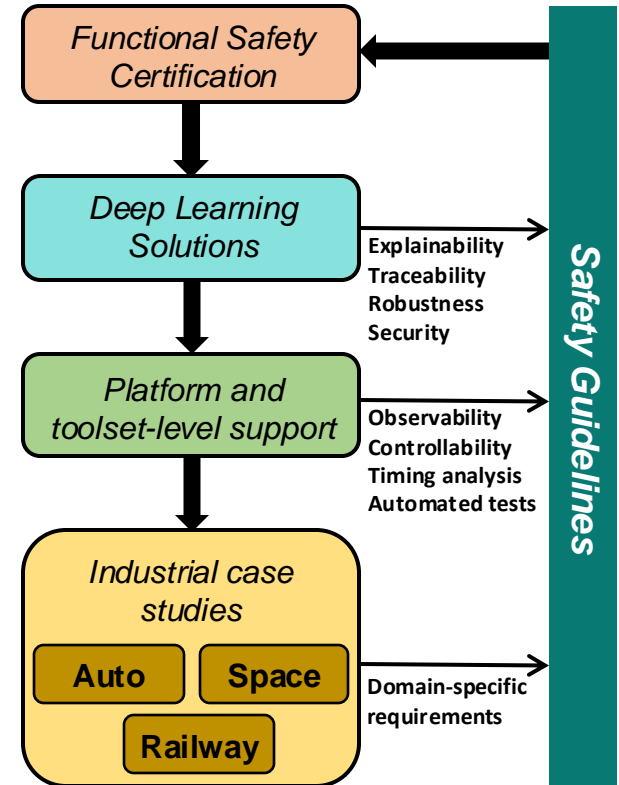 Functional Safety
Certification
Deep Learning
Solutions
Explainability
Traceability
Robustness
Security
Platform and
toolset-level support
Observability
Controllability
Timing analysis
Automated tests
Industrial case
studies
Auto
Space
Railway
Domain-specific
requirements
Safety Guidelines